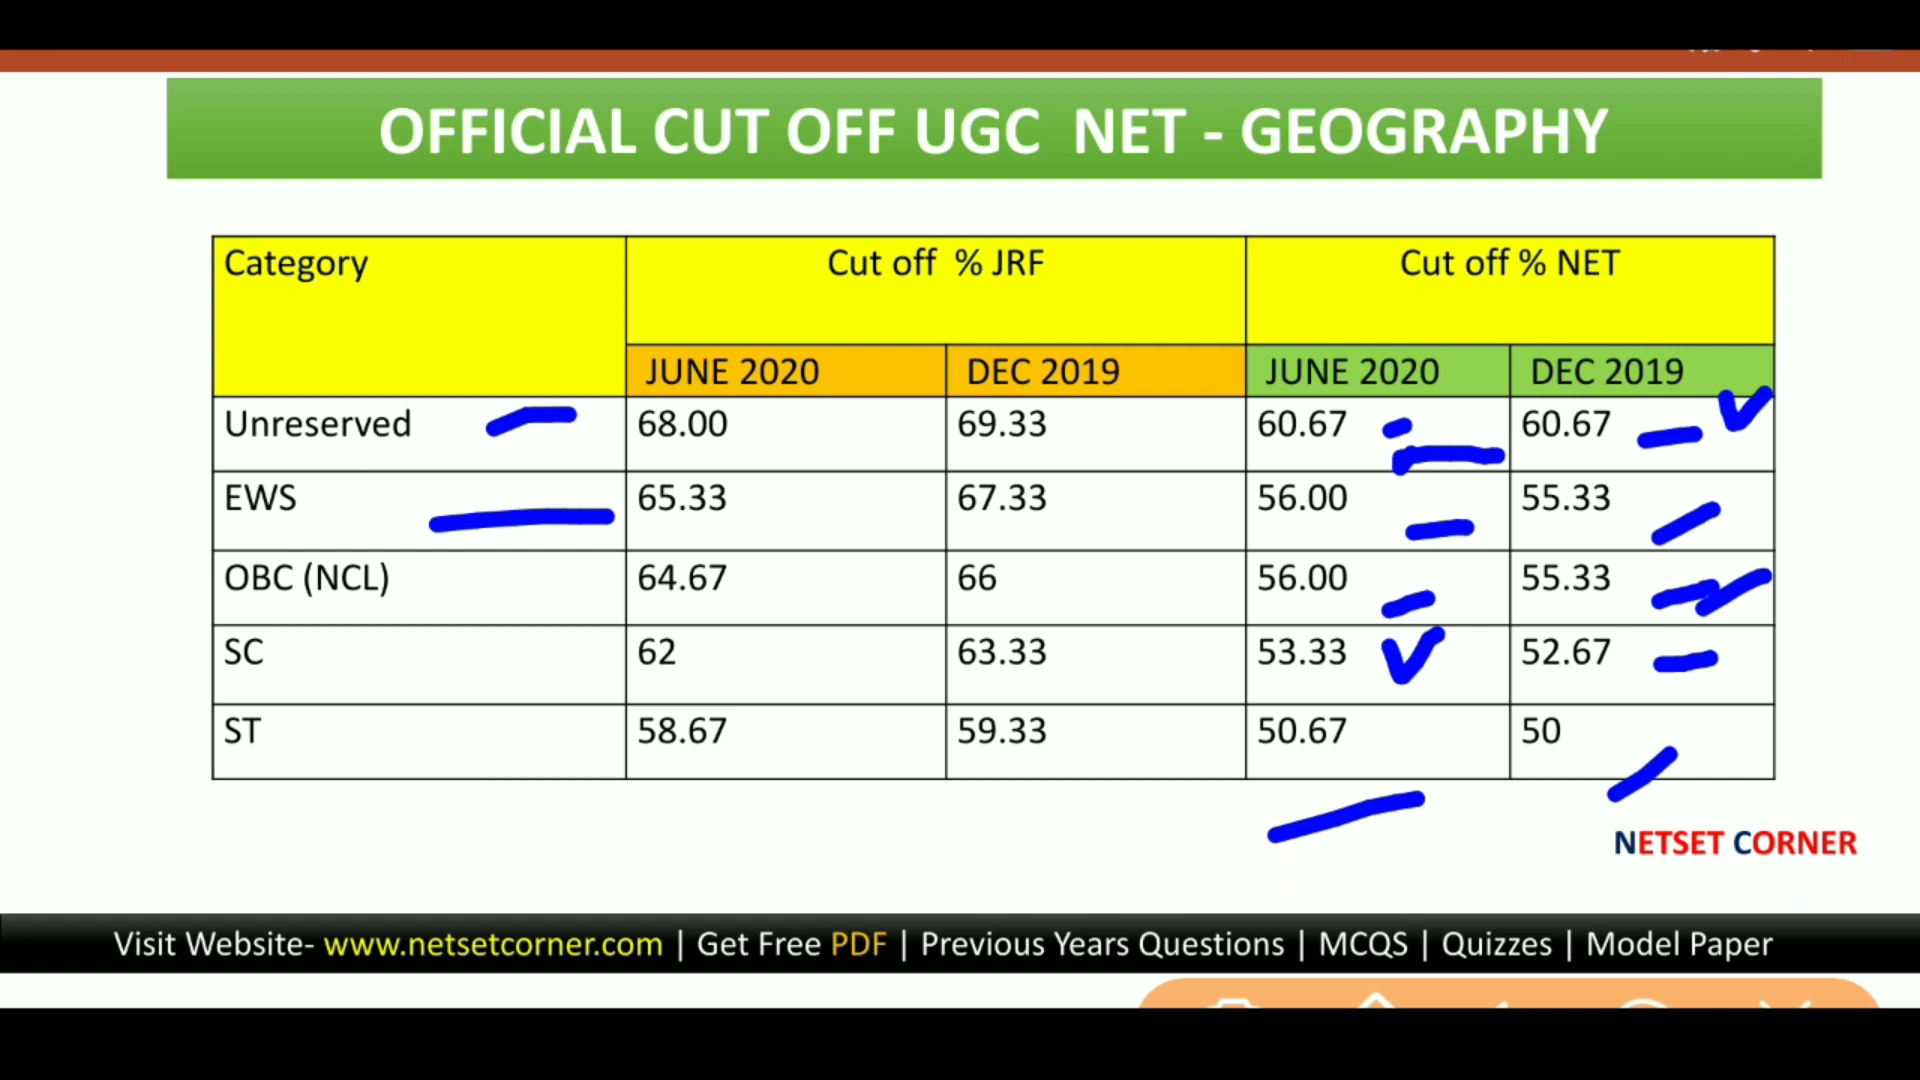 OFFICIAL CUT OFF UGC NET - GEOGRAPHY
Category Cut off % JRF Cut off % NET
JUNE 2020 DEC 2019 JUNE 2020 DEC 2019
Unreserved 68.00 69.33 60.67 60.67
EWS 65.33 67.33 56.00 55.33
OBC (NCL) 64.67 66 56.00 55.33
SC 62 63.33 53.33 52.67
ST 58.67 59.33 50.67 50
NETSET CORNER
Visit Website- www.netsetcorner.com | Get Free PDF | Previous Years Questions | MCQS | Quizzes | Model Paper